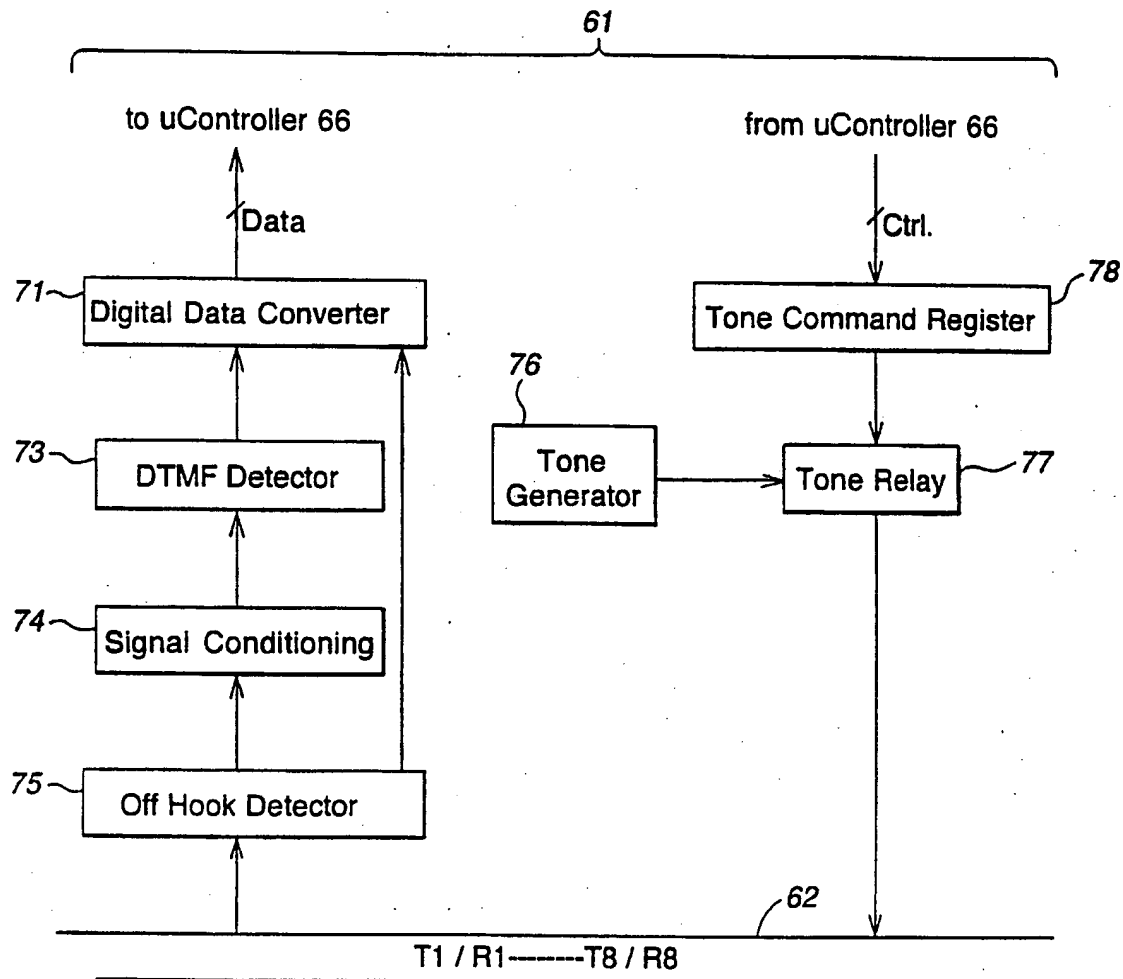 61
to uController 66
from uController 66
Data
Ctrl.
71
Digital Data Converter
78
Tone Command Register
76
Tone
Generator
73
DTMF Detector
77
Tone Relay
74
Signal Conditioning
75
Off Hook Detector
62
T1 / R1--------T8 / R8